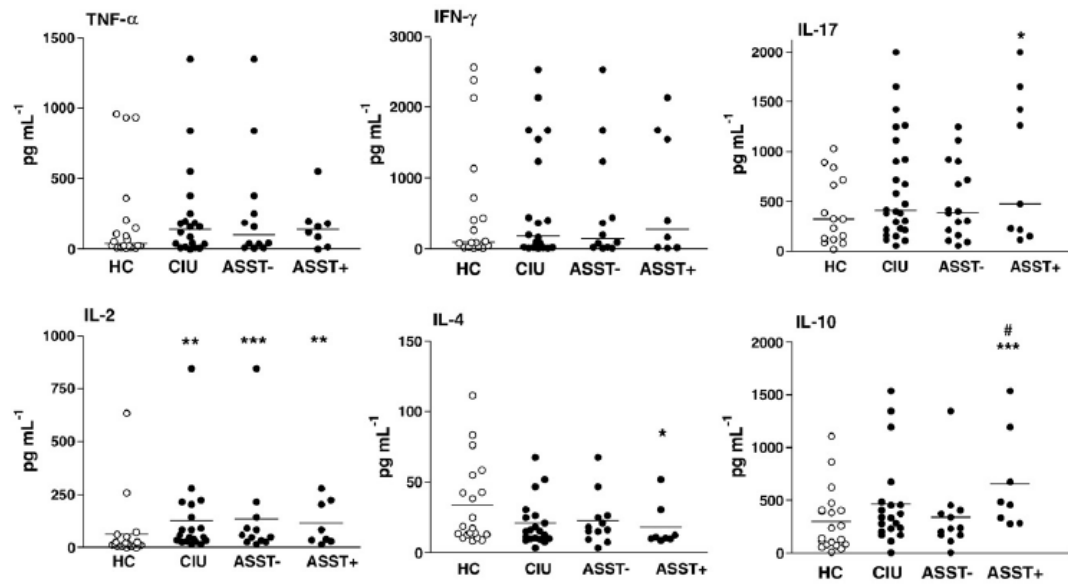 TNF-α
1500
1000
500
0
pg mL⁻¹
HC CIU ASST- ASST+
IFN-γ
3000
2000
1000
0
pg mL⁻¹
HC CIU ASST- ASST+
IL-17
*
2000
1500
1000
500
0
pg mL⁻¹
HC CIU ASST- ASST+
IL-2
** *** **
1000
750
500
250
0
pg mL⁻¹
HC CIU ASST- ASST+
IL-4
*
150
100
50
0
pg mL⁻¹
HC CIU ASST- ASST+
IL-10
#
***
2000
1500
1000
500
0
pg mL⁻¹
HC CIU ASST- ASST+